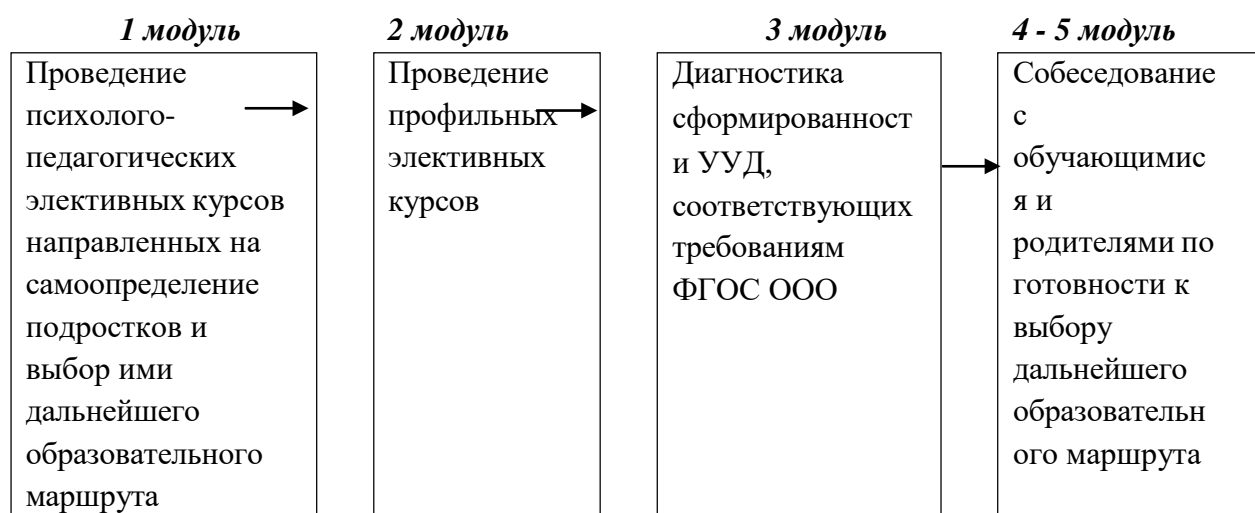 1 модуль
Проведение
психолого-
педагогических
элективных курсов
направленных на
самоопределение
подростков и
выбор ими
дальнейшего
образовательного
маршрута
2 модуль
Проведение
профильных
элективных
курсов
3 модуль
Диагностика
сформированност
и УУД,
соответствующих
требованиям
ФГОС ООО
4 - 5 модуль
Собеседование
с
обучающимис
я и
родителями по
готовности к
выбору
дальнейшего
образовательн
ого маршрута